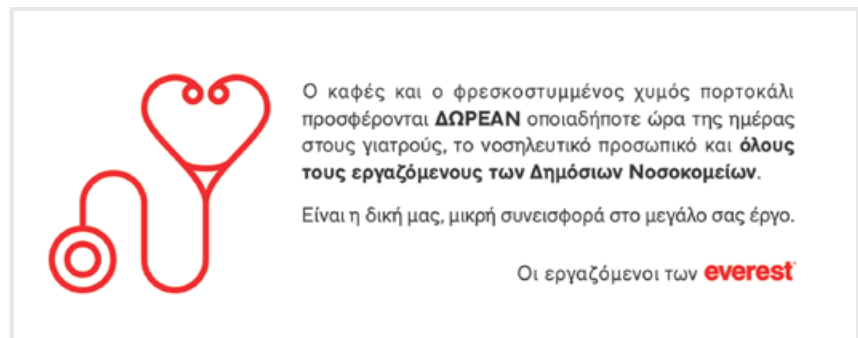 Ο καφές και ο φρεσκοστυμμένος χυμός πορτοκάλι
προσφέρονται ΔΩΡΕΑΝ οποιαδήποτε ώρα της ημέρας
στους γιατρούς, το νοσηλευτικό προσωπικό και όλους
τους εργαζόμενους των Δημόσιων Νοσοκομείων.
Είναι η δική μας, μικρή συνεισφορά στο μεγάλο σας έργο.
Οι εργαζόμενοι των everest